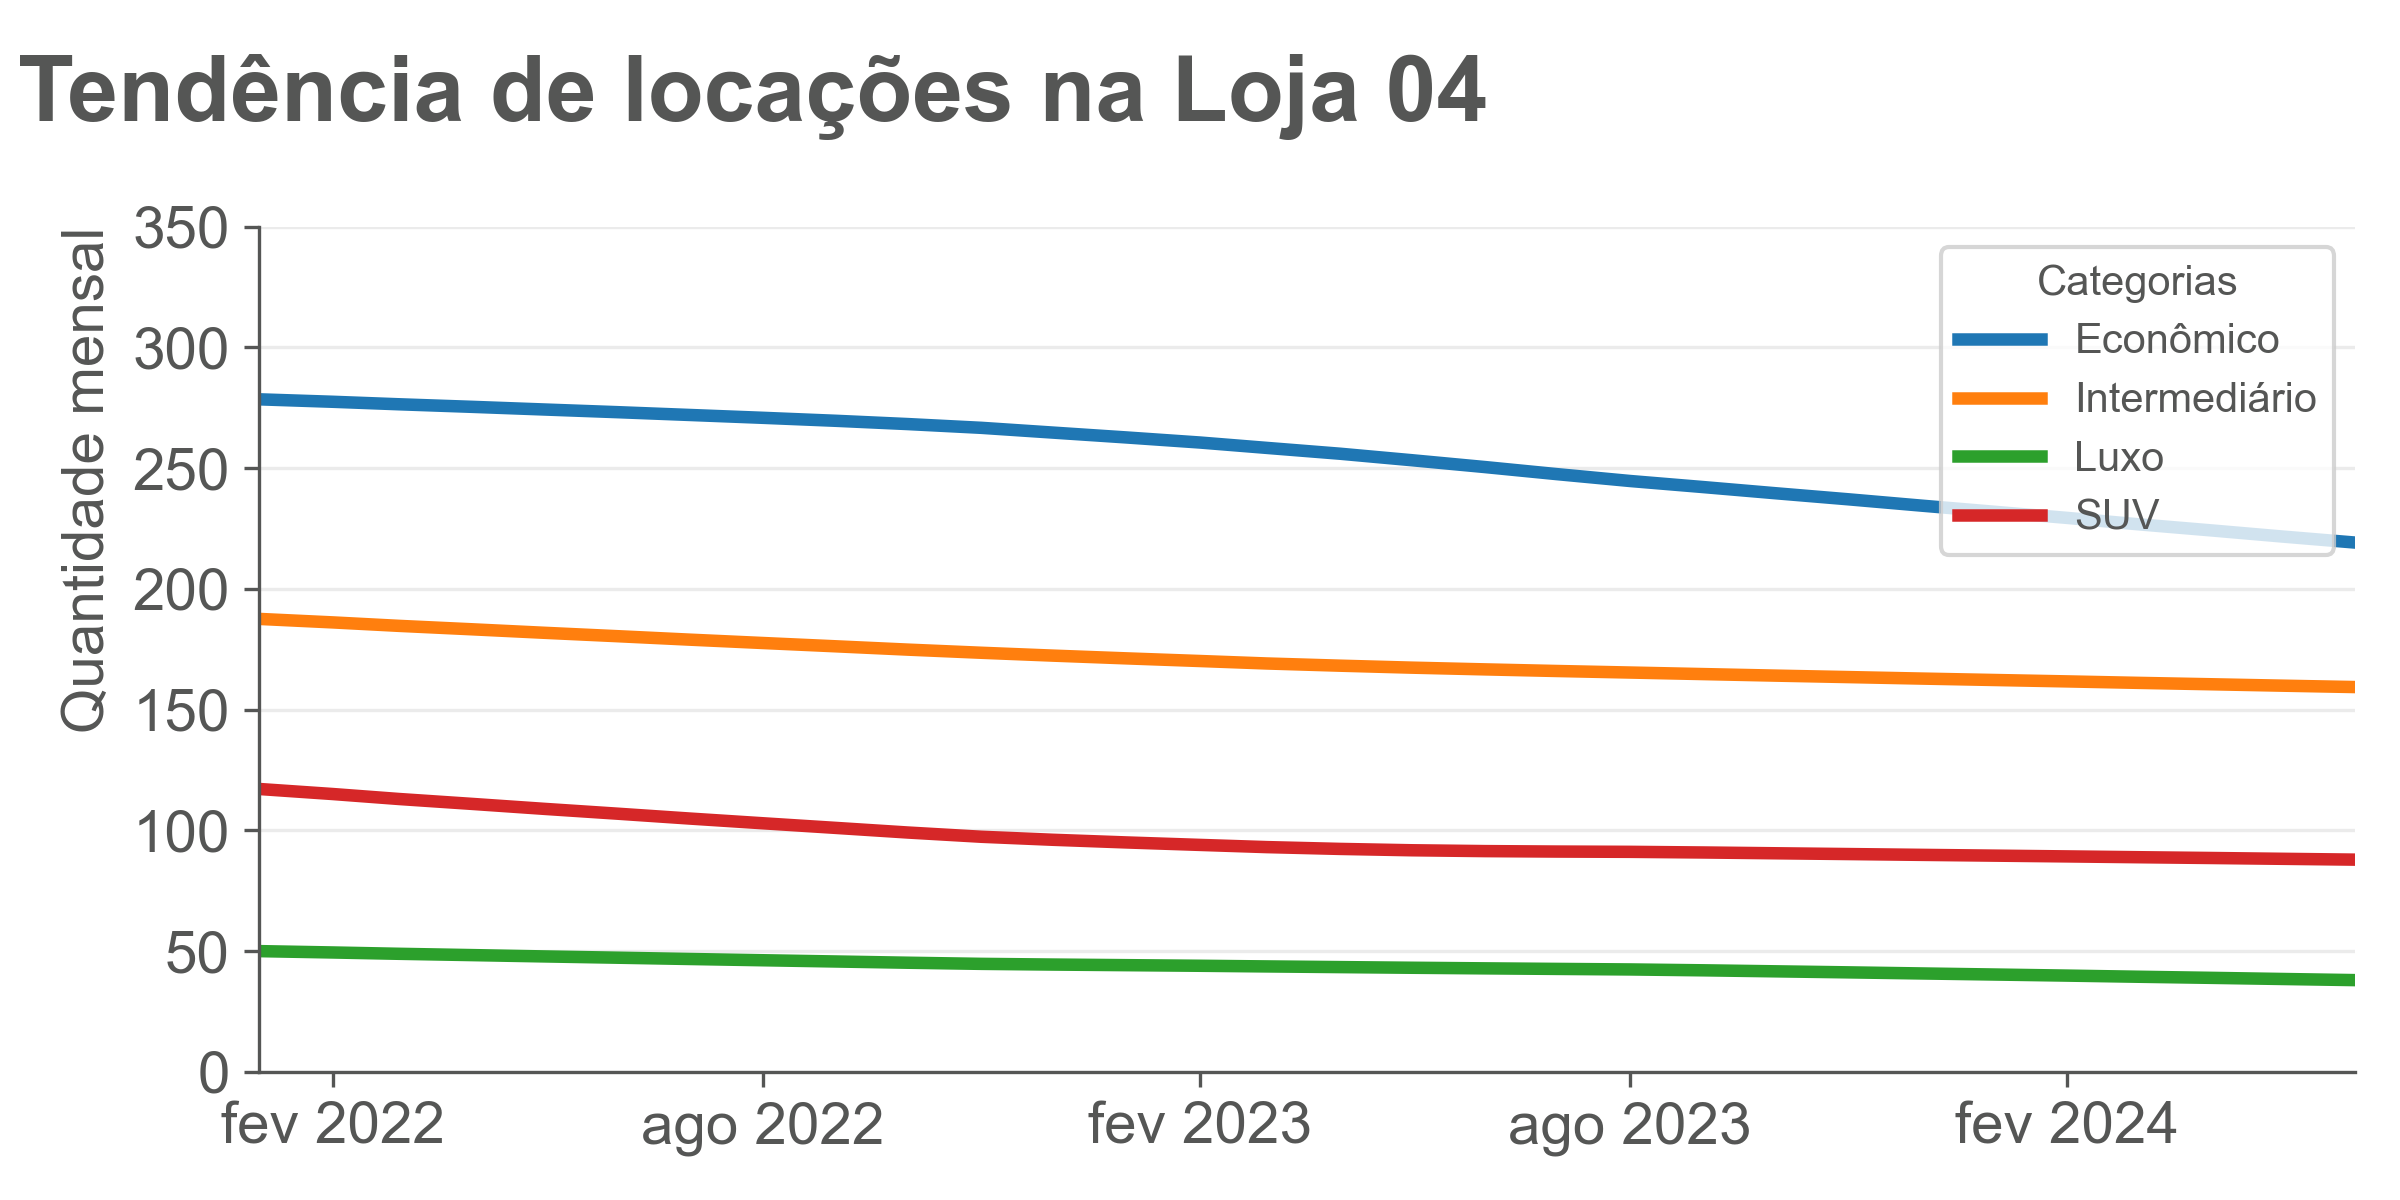 Tendência de locações na Loja 04
Quantidade mensal
350
300
250
200
150
100
50
0
Categorias
Econômico
Intermediário
Luxo
SUV
fev 2022
ago 2022
fev 2023
ago 2023
fev 2024